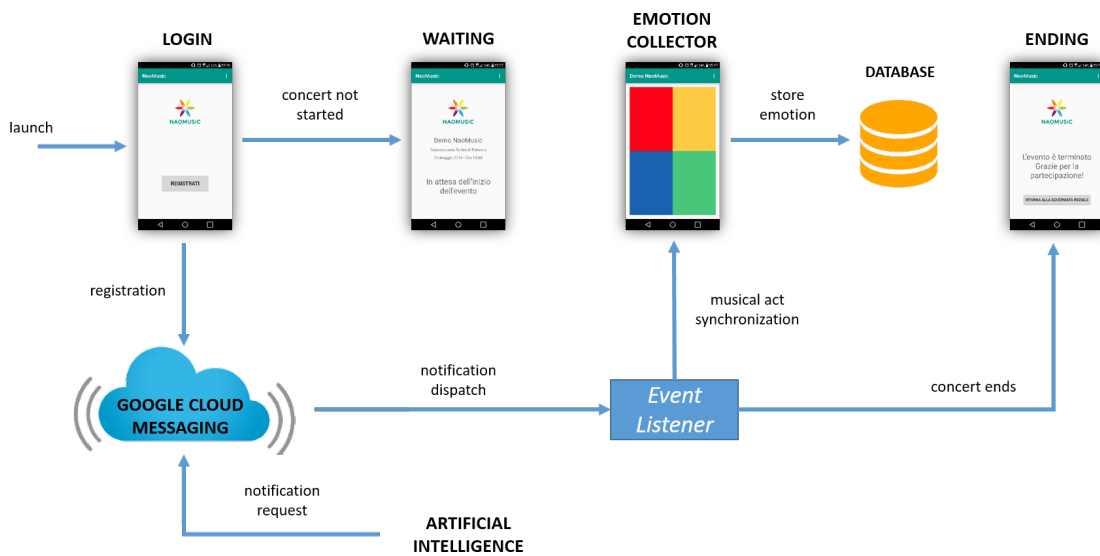 LOGIN
NaoMusic
NAOMUSIC
REGISTRATI
launch
concert not
started
WAITING
NaoMusic
NAOMUSIC
Demo NaoMusic
In attesa dell'inizio
dell'evento
EMOTION
COLLECTOR
Demo NaoMusic
store
emotion
DATABASE
ENDING
NaoMusic
NAOMUSIC
L'evento è terminato
Grazie per la
partecipazione!
RITORNA ALLA SCHERMATA INIZIALE
registration
musical act
synchronization
GOOGLE CLOUD
MESSAGING
notification
dispatch
Event
Listener
concert ends
notification
request
ARTIFICIAL
INTELLIGENCE